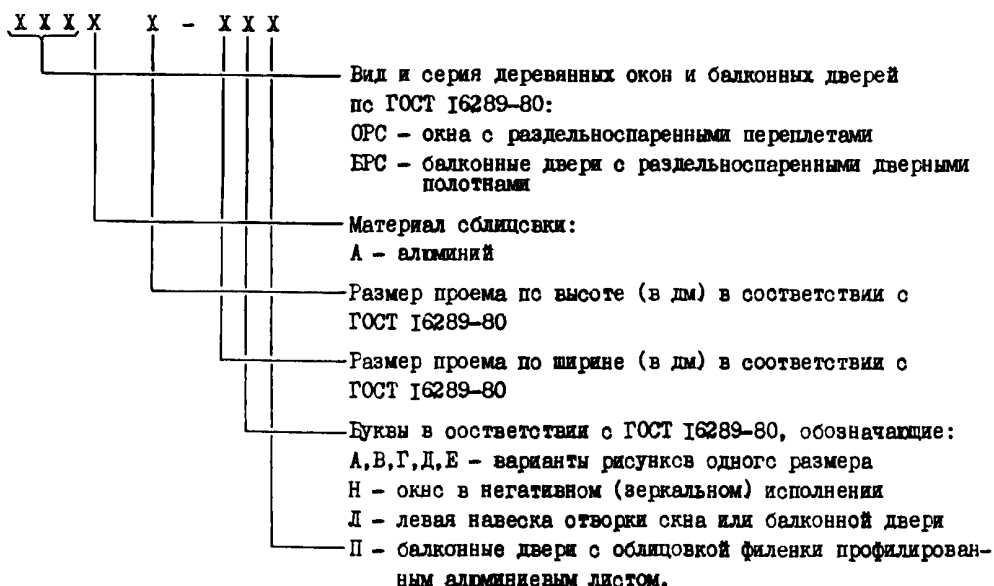 Х Х Х Х Х - Х Х Х
Вид и серия деревянных окон и балконных дверей
по ГОСТ 16289-80:
ОРС - окна с раздельноспаренными переплетами
БРС - балконные двери с раздельноспаренными дверными
полотнами
Материал облицовки:
А - алюминий
Размер проема по высоте (в дм) в соответствии с
ГОСТ 16289-80
Размер проема по ширине (в дм) в соответствии с
ГОСТ 16289-80
Буквы в соответствии с ГОСТ 16289-80, обозначающие:
А,В,Г,Д,Е - варианты рисунков одного размера
Н - окно в негативном (зеркальном) исполнении
Л - левая навеска отворки окна или балконной двери
П - балконные двери с облицовкой филенки профилирован-
ным алюминиевым листом.